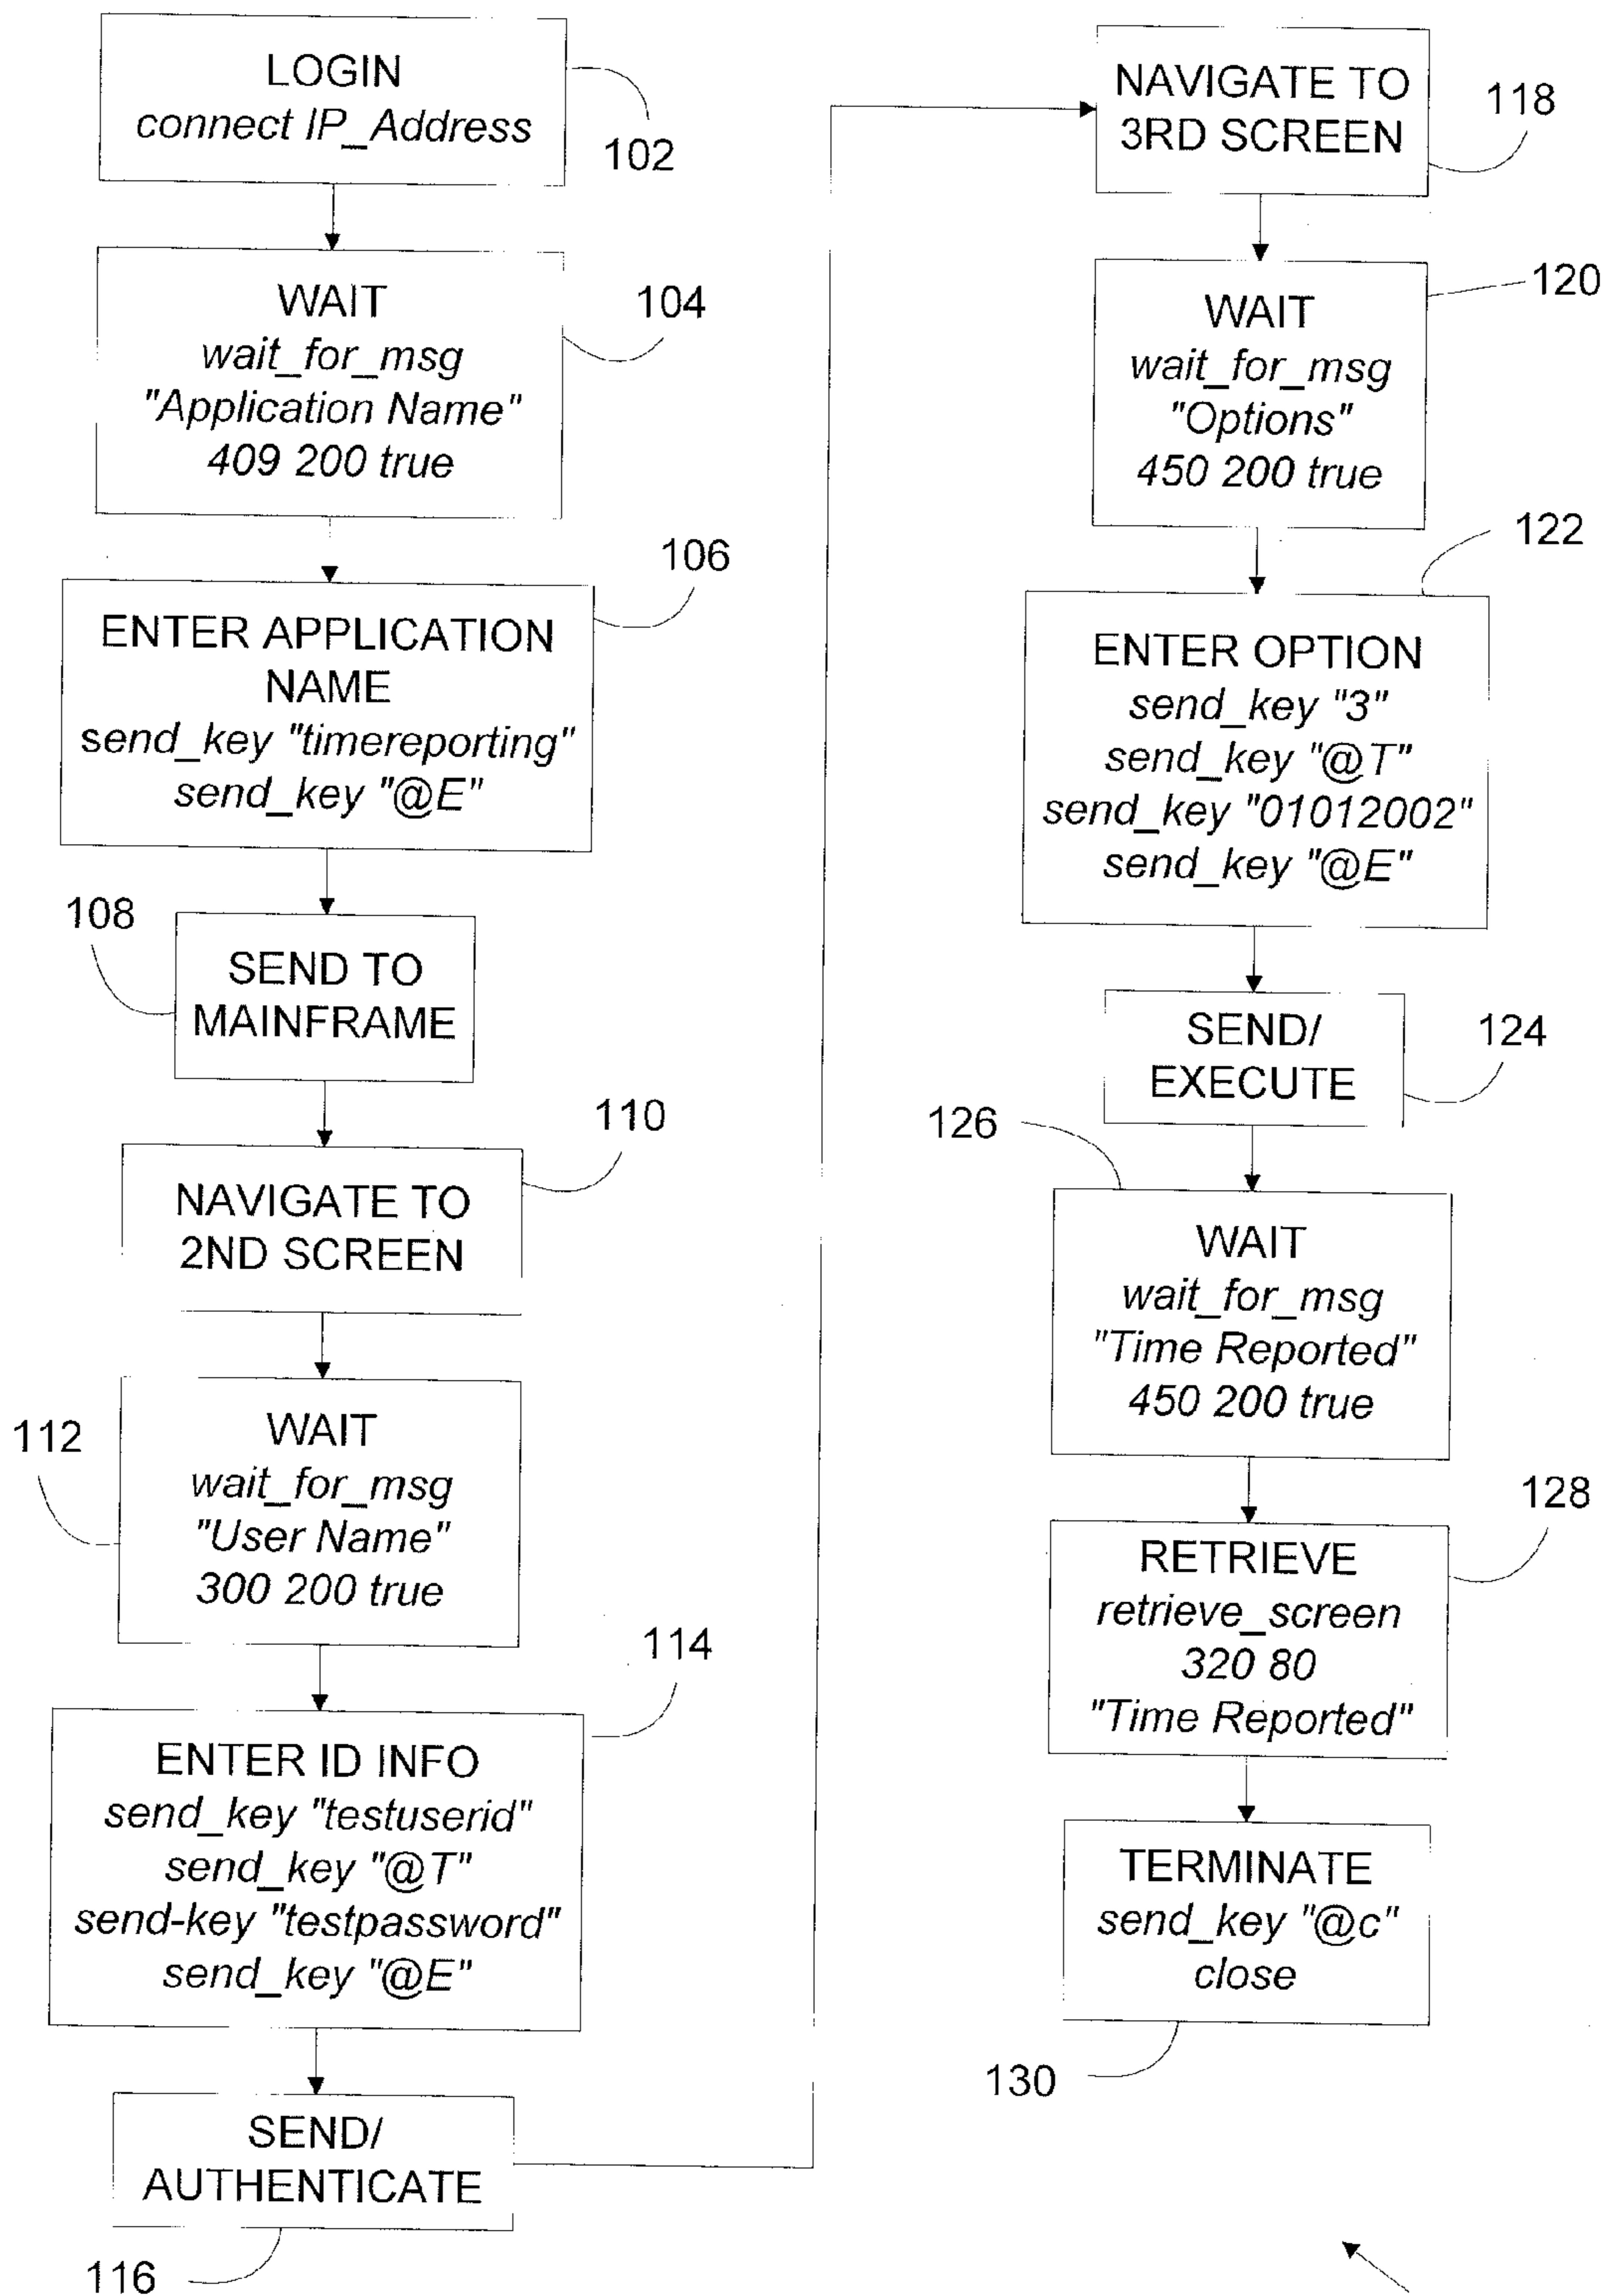 LOGIN
connect IP_Address
102
WAIT
wait_for_msg
"Application Name"
409 200 true
104
ENTER APPLICATION
NAME
send_key "timereporting"
send_key "@E"
106
108
SEND TO
MAINFRAME
110
NAVIGATE TO
2ND SCREEN
112
WAIT
wait_for_msg
"User Name"
300 200 true
114
ENTER ID INFO
send_key "testuserid"
send_key "@T"
send-key "testpassword"
send_key "@E"
SEND/
AUTHENTICATE
116
NAVIGATE TO
3RD SCREEN
118
WAIT
wait_for_msg
"Options"
450 200 true
120
122
ENTER OPTION
send_key "3"
send_key "@T"
send_key "01012002"
send_key "@E"
SEND/
EXECUTE
124
126
WAIT
wait_for_msg
"Time Reported"
450 200 true
128
RETRIEVE
retrieve_screen
320 80
"Time Reported"
TERMINATE
send_key "@c"
close
130